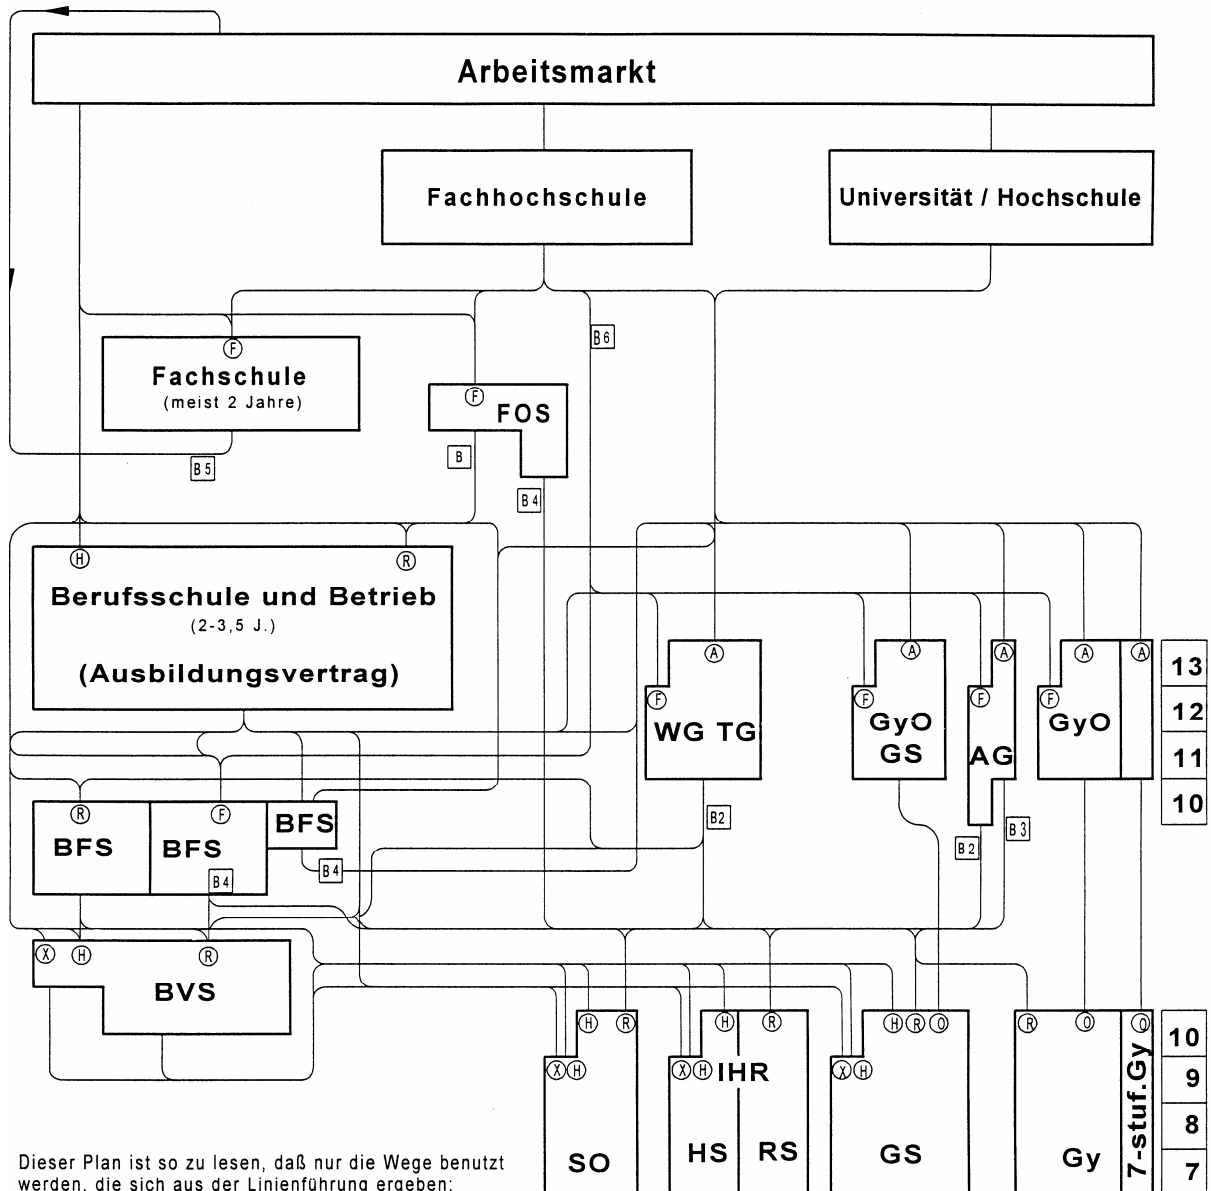 Arbeitsmarkt
Fachhochschule
Universität / Hochschule
B6
F
Fachschule
(meist 2 Jahre)
F
FOS
B5
B
B4
H
R
Berufsschule und Betrieb
(2-3,5 J.)
(Ausbildungsvertrag)
A
A
A
A
A
F
F
F
F
WG TG
GyO
GS
AG
GyO
13
12
11
10
R
F
BFS
BFS
BFS
B4
B4
B2
B2
B3
X
H
R
BVS
H
R
H
R
H
R
O
R
O
O
X
H
X
H
X
H
IHR
SO
HS
RS
GS
Gy
7-stuf.Gy
10
9
8
7
Dieser Plan ist so zu lesen, daß nur die Wege benutzt
werden, die sich aus der Linienführung ergeben: